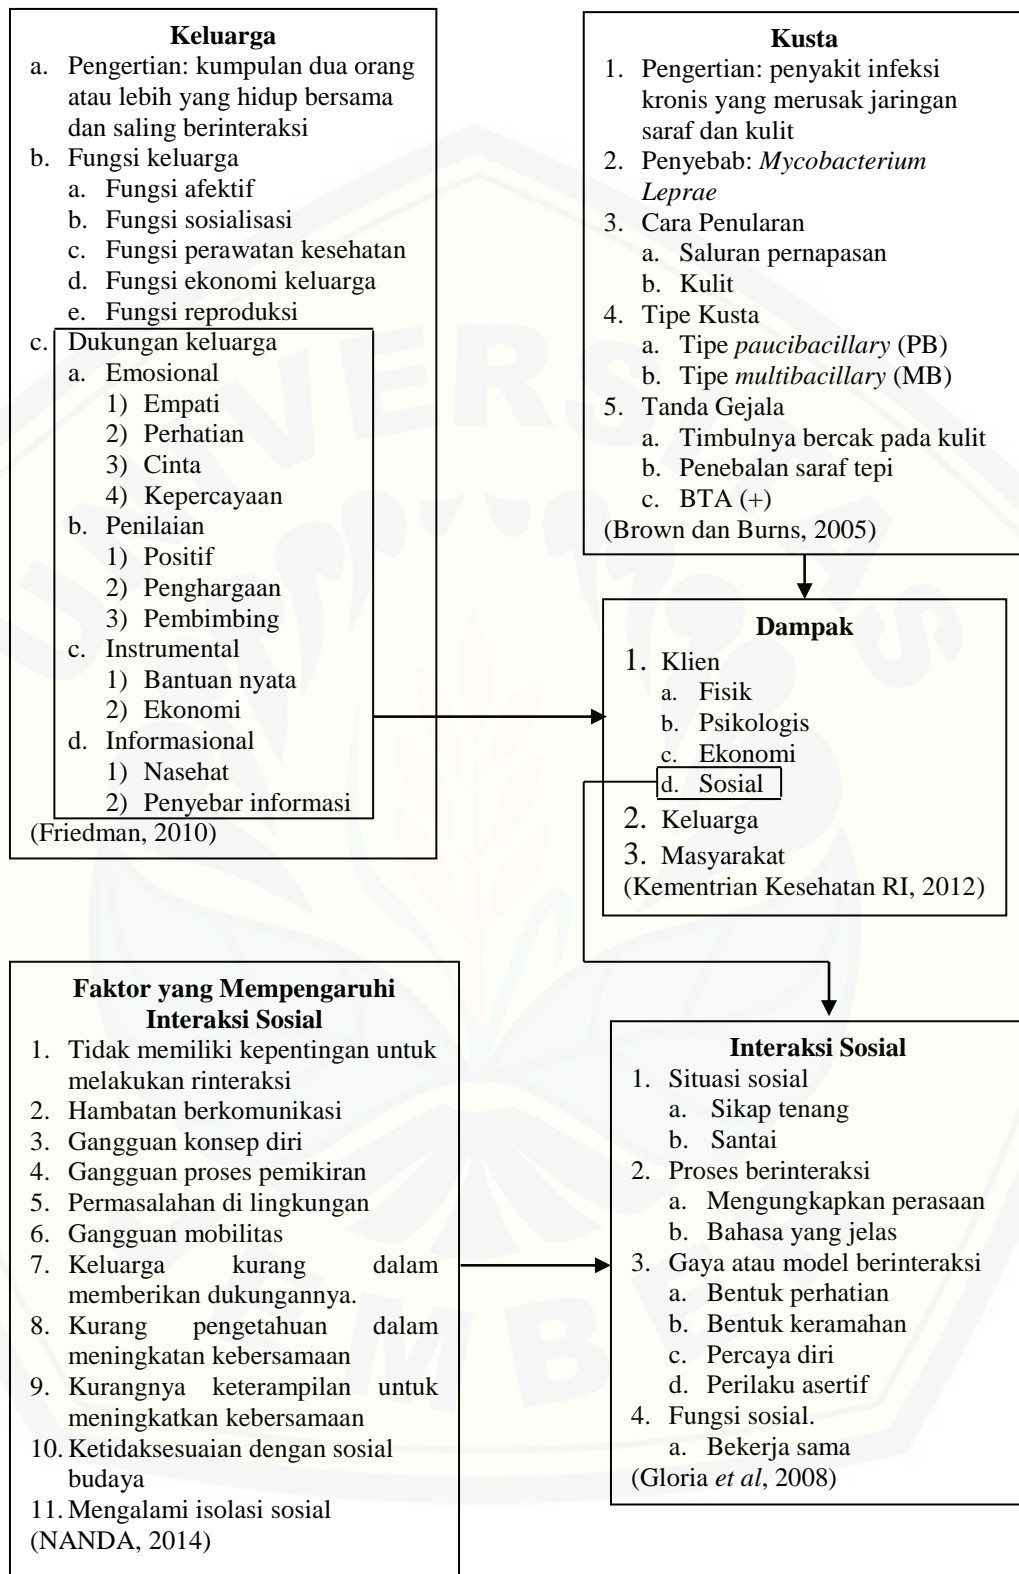 Keluarga
a. Pengertian: kumpulan dua orang
atau lebih yang hidup bersama
dan saling berinteraksi
b. Fungsi keluarga
a. Fungsi afektif
b. Fungsi sosialisasi
c. Fungsi perawatan kesehatan
d. Fungsi ekonomi keluarga
e. Fungsi reproduksi
c. Dukungan keluarga
a. Emosional
1) Empati
2) Perhatian
3) Cinta
4) Kepercayaan
b. Penilaian
1) Positif
2) Penghargaan
3) Pembimbing
c. Instrumental
1) Bantuan nyata
2) Ekonomi
d. Informasional
1) Nasehat
2) Penyebar informasi
(Friedman, 2010)
Kusta
1. Pengertian: penyakit infeksi
kronis yang merusak jaringan
saraf dan kulit
2. Penyebab: Mycobacterium
Leprae
3. Cara Penularan
a. Saluran pernapasan
b. Kulit
4. Tipe Kusta
a. Tipe paucibacillary (PB)
b. Tipe multibacillary (MB)
5. Tanda Gejala
a. Timbulnya bercak pada kulit
b. Penebalan saraf tepi
c. BTA (+)
(Brown dan Burns, 2005)
Dampak
1. Klien
a. Fisik
b. Psikologis
c. Ekonomi
d. Sosial
2. Keluarga
3. Masyarakat
(Kementrian Kesehatan RI, 2012)
Faktor yang Mempengaruhi
Interaksi Sosial
1. Tidak memiliki kepentingan untuk
melakukan rinteraksi
2. Hambatan berkomunikasi
3. Gangguan konsep diri
4. Gangguan proses pemikiran
5. Permasalahan di lingkungan
6. Gangguan mobilitas
7. Keluarga kurang dalam
memberikan dukungannya.
8. Kurang pengetahuan dalam
meningkatan kebersamaan
9. Kurangnya keterampilan untuk
meningkatkan kebersamaan
10. Ketidaksesuaian dengan sosial
budaya
11. Mengalami isolasi sosial
(NANDA, 2014)
Interaksi Sosial
1. Situasi sosial
a. Sikap tenang
b. Santai
2. Proses berinteraksi
a. Mengungkapkan perasaan
b. Bahasa yang jelas
3. Gaya atau model berinteraksi
a. Bentuk perhatian
b. Bentuk keramahan
c. Percaya diri
d. Perilaku asertif
4. Fungsi sosial.
a. Bekerja sama
(Gloria et al, 2008)
UNIVERSITAS
JEMBER